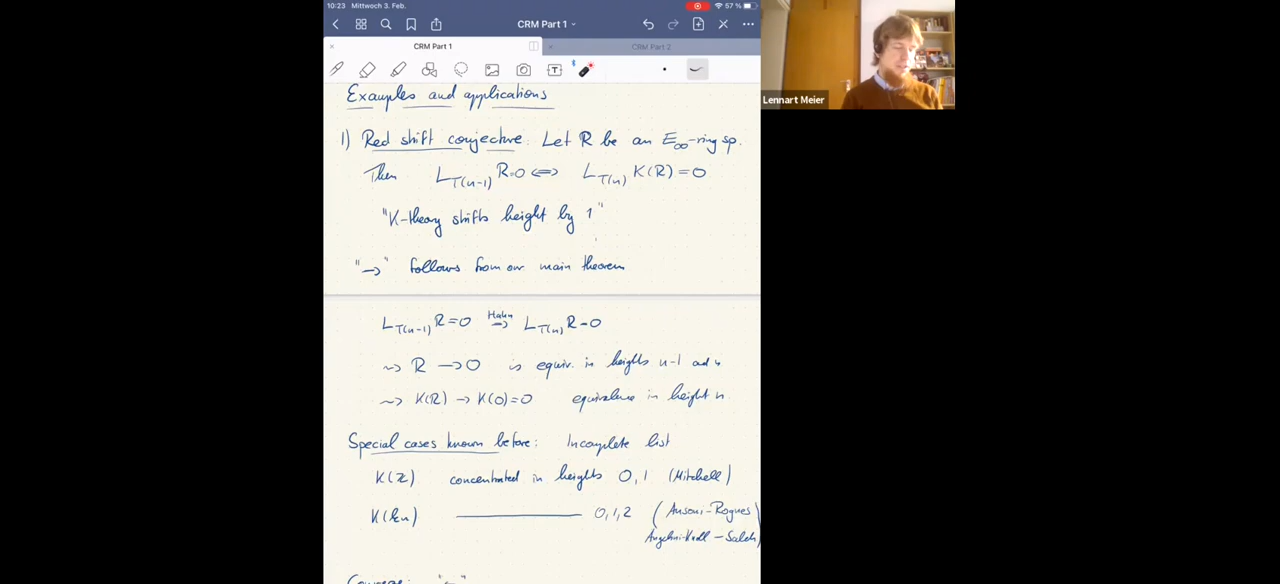 10:23 Mittwoch 3. Feb.
57 %
CRM Part 1
CRM Part 1
CRM Part 2
Lennart Meier
Examples and applications
1) Red shift conjecture: Let R be an E∞-ring sp.
Then L_T(n-1) R=0 ⟺ L_T(n) K(R)=0
"K-theory shifts height by 1"
"→" follows from our main theorem
L_T(n-1) R=0 ⟹ L_T(n) R=0
Hahn
⇝ R → 0 is equiv. in heights n-1 and n
⇝ K(R) → K(0)=0 equivalence in height n.
Special cases known before: Incomplete list
K(Z) concentrated in heights 0,1 (Mitchell)
K(ku) ———— 0,1,2 (Ausoni-Rognes
Angelini-Knoll - Salch)